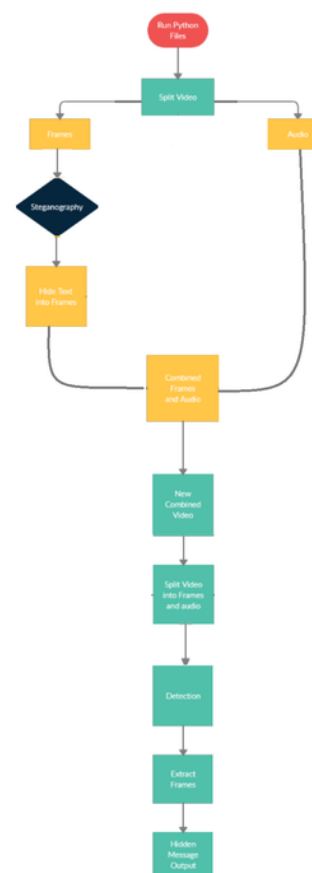 Run Python
Files
Split Video
Frames
Audio
Steganography
Hide Text
into Frames
Combined
Frames
and Audio
New
Combined
Video
Split Video
into Frames
and audio
Detection
Extract
Frames
Hidden
Message
Output